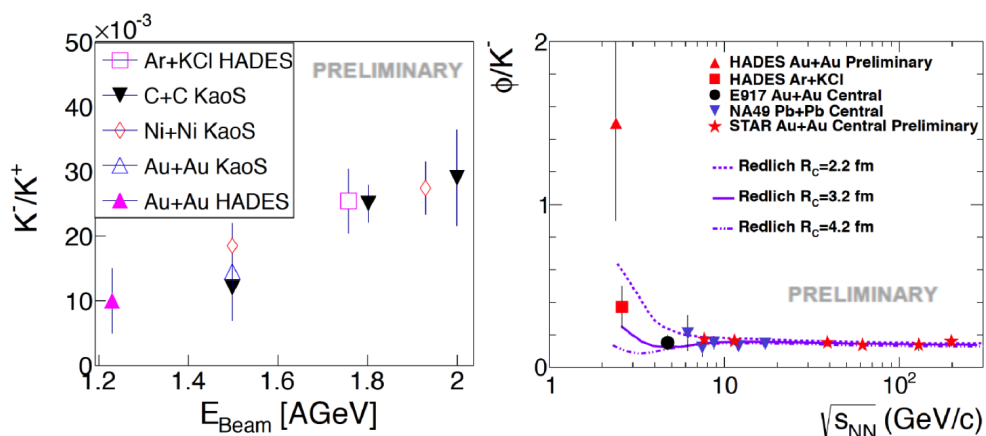 ×10⁻³
50
40
30
20
10
0
K⁻/K⁺
Ar+KCl HADES
C+C KaoS
Ni+Ni KaoS
Au+Au KaoS
Au+Au HADES
PRELIMINARY
1.2
1.4
1.6
1.8
2
E_Beam [AGeV]
2
1
0
ϕ/K⁻
HADES Au+Au Preliminary
HADES Ar+KCl
E917 Au+Au Central
NA49 Pb+Pb Central
STAR Au+Au Central Preliminary
Redlich R_C=2.2 fm
Redlich R_C=3.2 fm
Redlich R_C=4.2 fm
PRELIMINARY
10
10²
√s_NN (GeV/c)